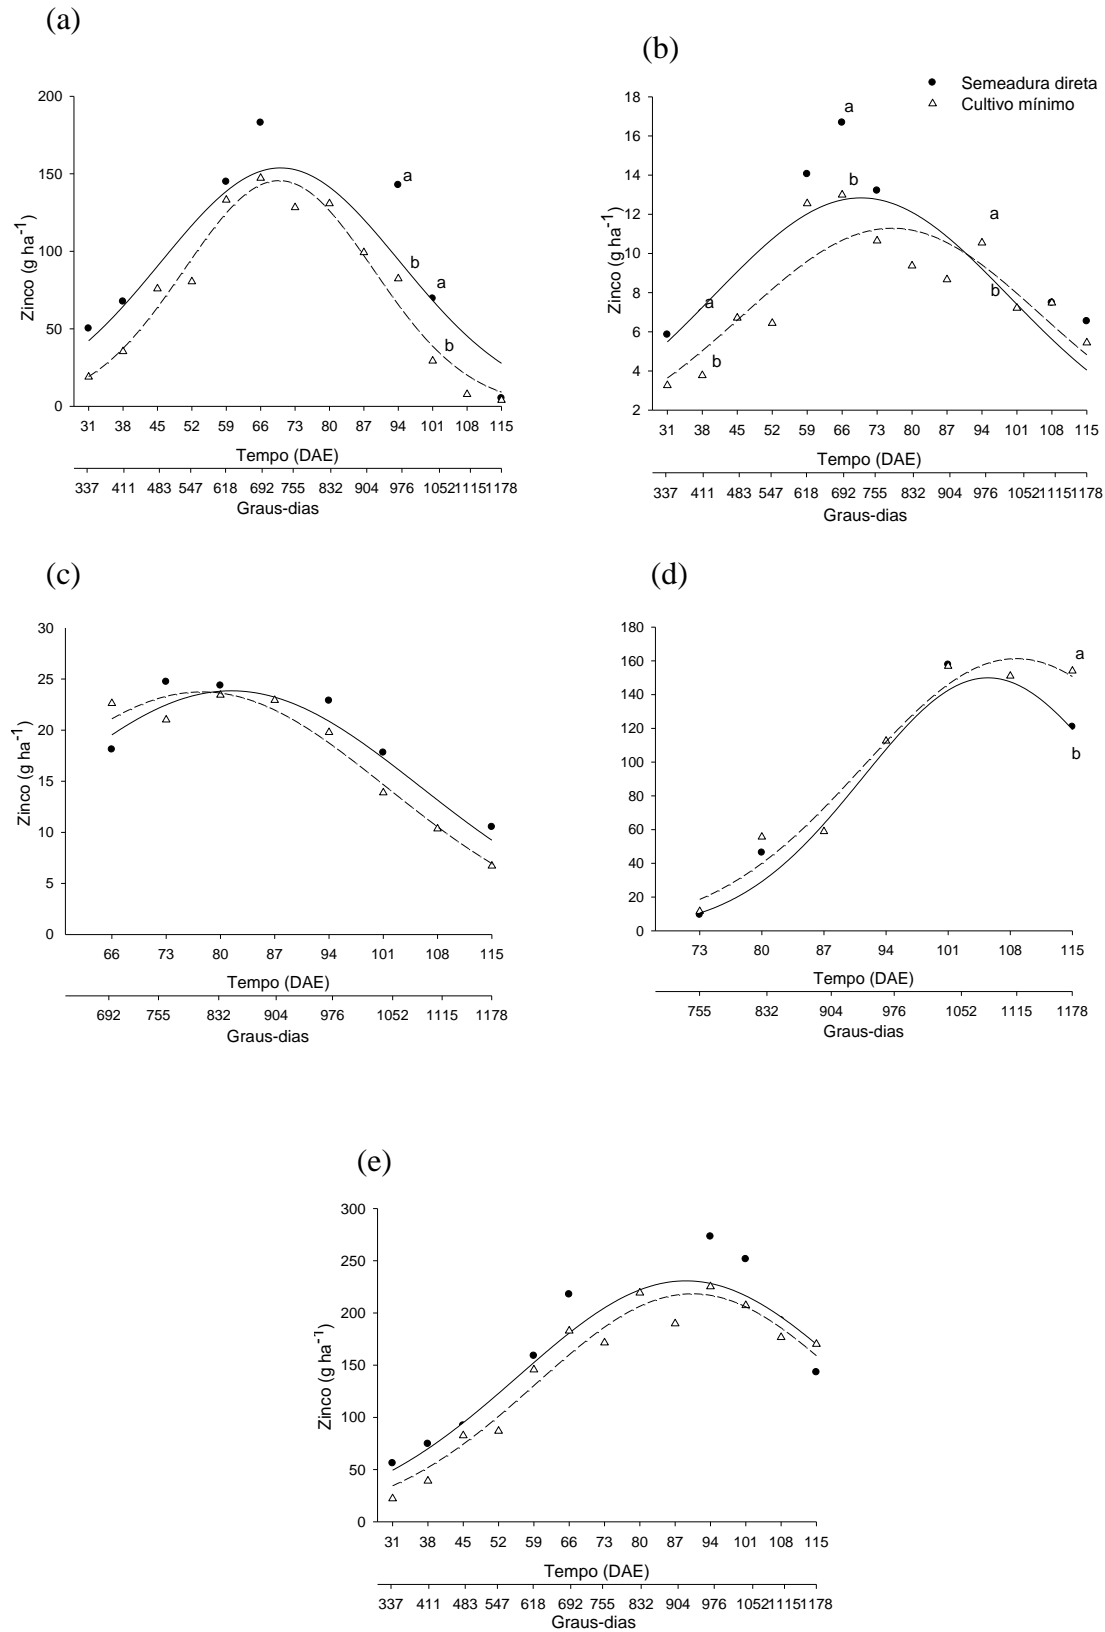 (a)
200
150
100
50
0
Zinco (g ha-1)
a
b
a
b
31 38 45 52 59 66 73 80 87 94 101 108 115
Tempo (DAE)
337 411 483 547 618 692 755 832 904 976 1052 1115 1178
Graus-dias
(b)
Semeadura direta
Cultivo mínimo
18
16
14
12
10
8
6
4
2
Zinco (g ha-1)
a
b
a
b
a
b
31 38 45 52 59 66 73 80 87 94 101 108 115
Tempo (DAE)
337 411 483 547 618 692 755 832 904 976 1052 1115 1178
Graus-dias
(c)
30
25
20
15
10
5
0
Zinco (g ha-1)
66 73 80 87 94 101 108 115
Tempo (DAE)
692 755 832 904 976 1052 1115 1178
Graus-dias
(d)
180
160
140
120
100
80
60
40
20
0
Zinco (g ha-1)
a
b
73 80 87 94 101 108 115
Tempo (DAE)
755 832 904 976 1052 1115 1178
Graus-dias
(e)
300
250
200
150
100
50
0
Zinco (g ha-1)
31 38 45 52 59 66 73 80 87 94 101 108 115
Tempo (DAE)
337 411 483 547 618 692 755 832 904 976 1052 1115 1178
Graus-dias